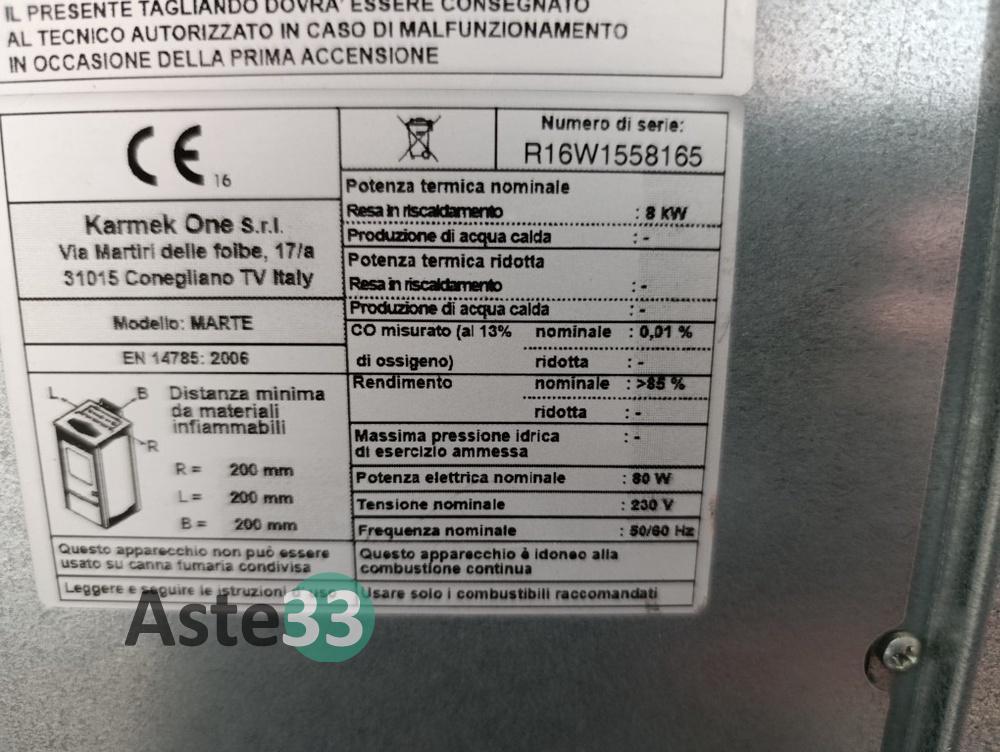 IL PRESENTE TAGLIANDO DOVRA' ESSERE CONSEGNATO
AL TECNICO AUTORIZZATO IN CASO DI MALFUNZIONAMENTO
IN OCCASIONE DELLA PRIMA ACCENSIONE
CE 16
Karmek One S.r.l.
Via Martiri delle foibe, 17/a
31015 Conegliano TV Italy
Modello: MARTE
EN 14785: 2006
L B R
Distanza minima
da materiali
infiammabili
R = 200 mm
L = 200 mm
B = 200 mm
Questo apparecchio non può essere
usato su canna fumaria condivisa
Leggere e seguire le istruzioni d'uso
Numero di serie:
R16W1558165
Potenza termica nominale
Resa in riscaldamento : 8 kW
Produzione di acqua calda : -
Potenza termica ridotta
Resa in riscaldamento : -
Produzione di acqua calda : -
CO misurato (al 13% nominale : 0,01 %
di ossigeno) ridotta : -
Rendimento nominale : >85 %
ridotta : -
Massima pressione idrica : -
di esercizio ammessa
Potenza elettrica nominale : 80 W
Tensione nominale : 230 V
Frequenza nominale : 50/60 Hz
Questo apparecchio è idoneo alla
combustione continua
Usare solo i combustibili raccomandati
Aste33